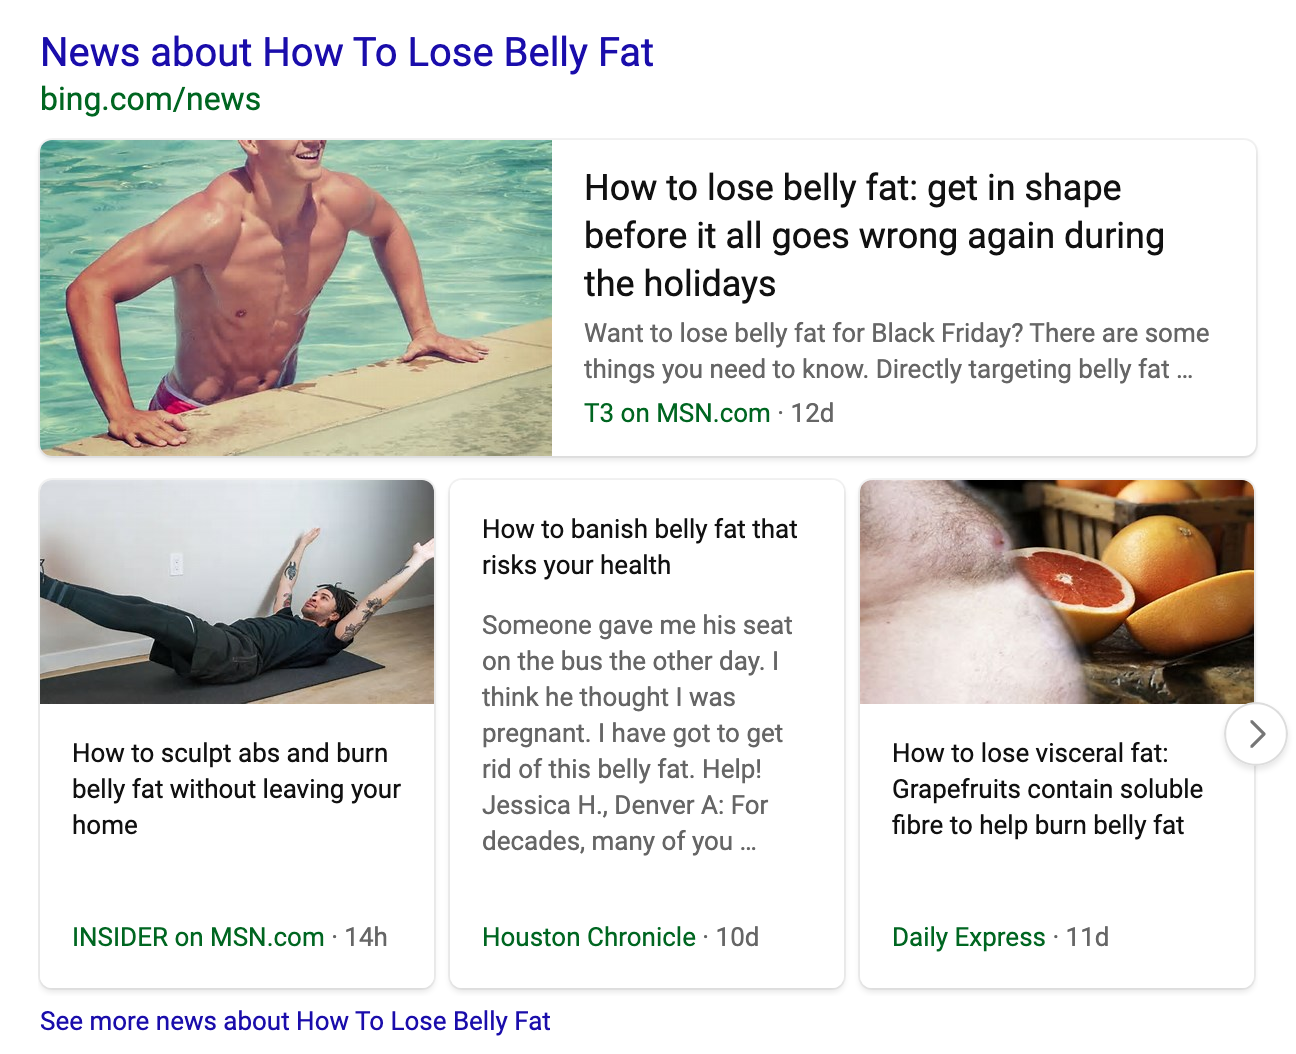 News about How To Lose Belly Fat
bing.com/news
How to lose belly fat: get in shape
before it all goes wrong again during
the holidays
Want to lose belly fat for Black Friday? There are some
things you need to know. Directly targeting belly fat ...
T3 on MSN.com · 12d
How to sculpt abs and burn
belly fat without leaving your
home
INSIDER on MSN.com · 14h
How to banish belly fat that
risks your health
Someone gave me his seat
on the bus the other day. I
think he thought I was
pregnant. I have got to get
rid of this belly fat. Help!
Jessica H., Denver A: For
decades, many of you ...
Houston Chronicle · 10d
How to lose visceral fat:
Grapefruits contain soluble
fibre to help burn belly fat
Daily Express · 11d
See more news about How To Lose Belly Fat